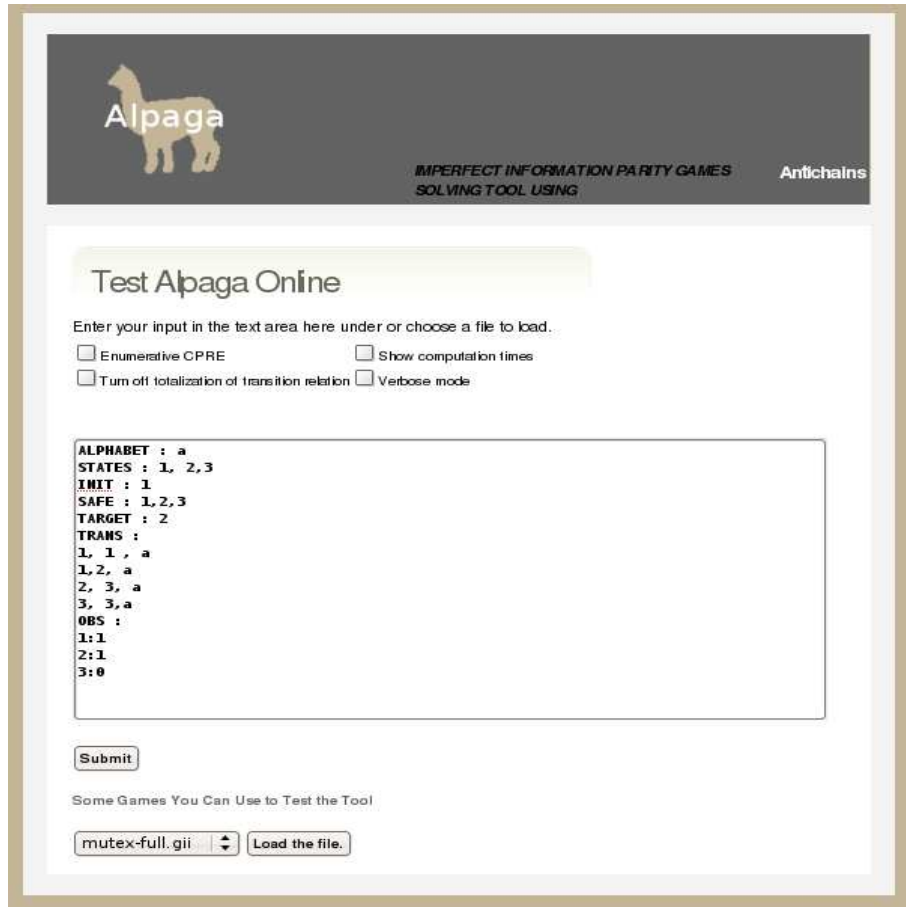 Alpaga
IMPERFECT INFORMATION PARITY GAMES
SOLVING TOOL USING
Antichains
Test Alpaga Online
Enter your input in the text area here under or choose a file to load.
Enumerative CPRE
Show computation times
Turn off totalization of transition relation
Verbose mode
ALPHABET : a
STATES : 1, 2,3
INIT : 1
SAFE : 1,2,3
TARGET : 2
TRANS :
1, 1 , a
1,2, a
2, 3, a
3, 3,a
OBS :
1:1
2:1
3:0
Submit
Some Games You Can Use to Test the Tool
mutex-full.gii
Load the file.